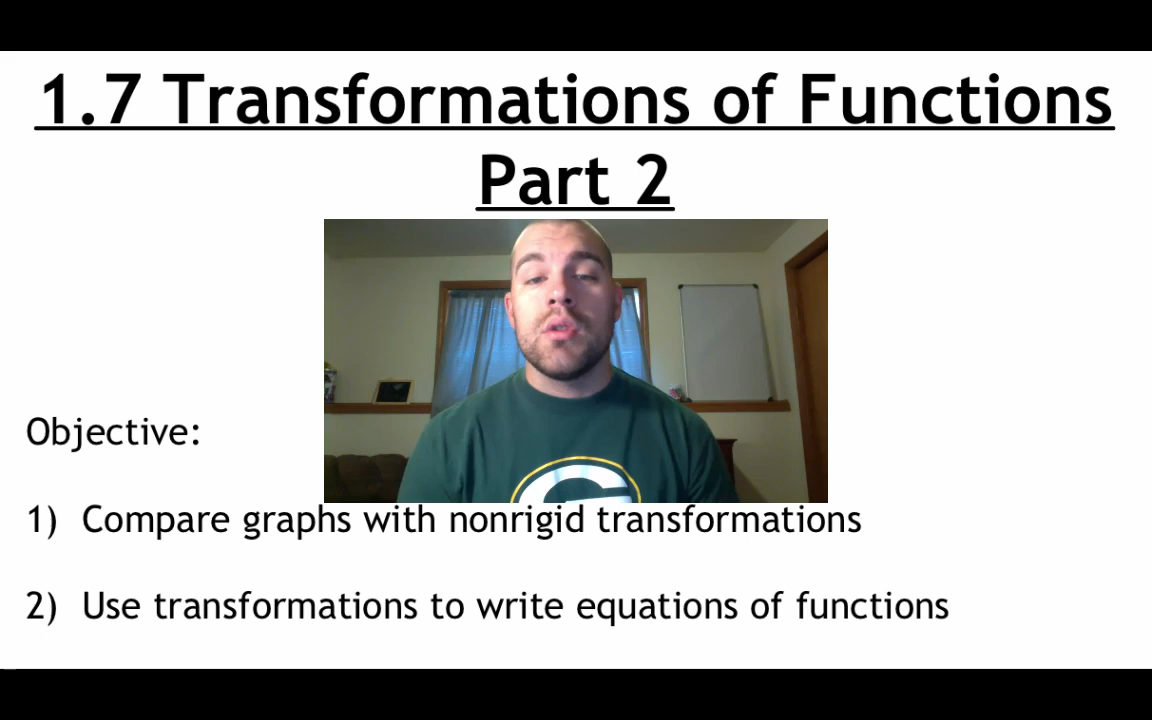 1.7 Transformations of Functions
Part 2
G
Objective:
1) Compare graphs with nonrigid transformations
2) Use transformations to write equations of functions